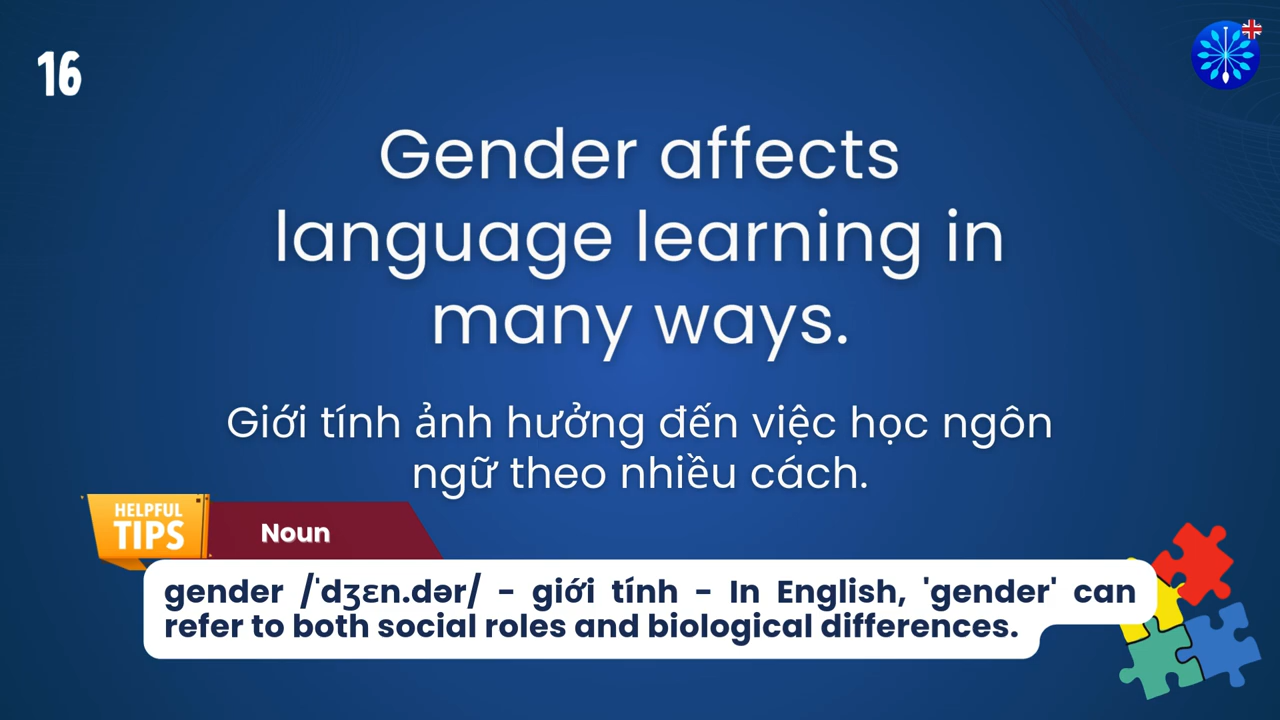 16
Gender affects
language learning in
many ways.
Giới tính ảnh hưởng đến việc học ngôn
ngữ theo nhiều cách.
HELPFUL
TIPS
Noun
gender /ˈdʒɛn.dər/ - giới tính - In English, 'gender' can
refer to both social roles and biological differences.